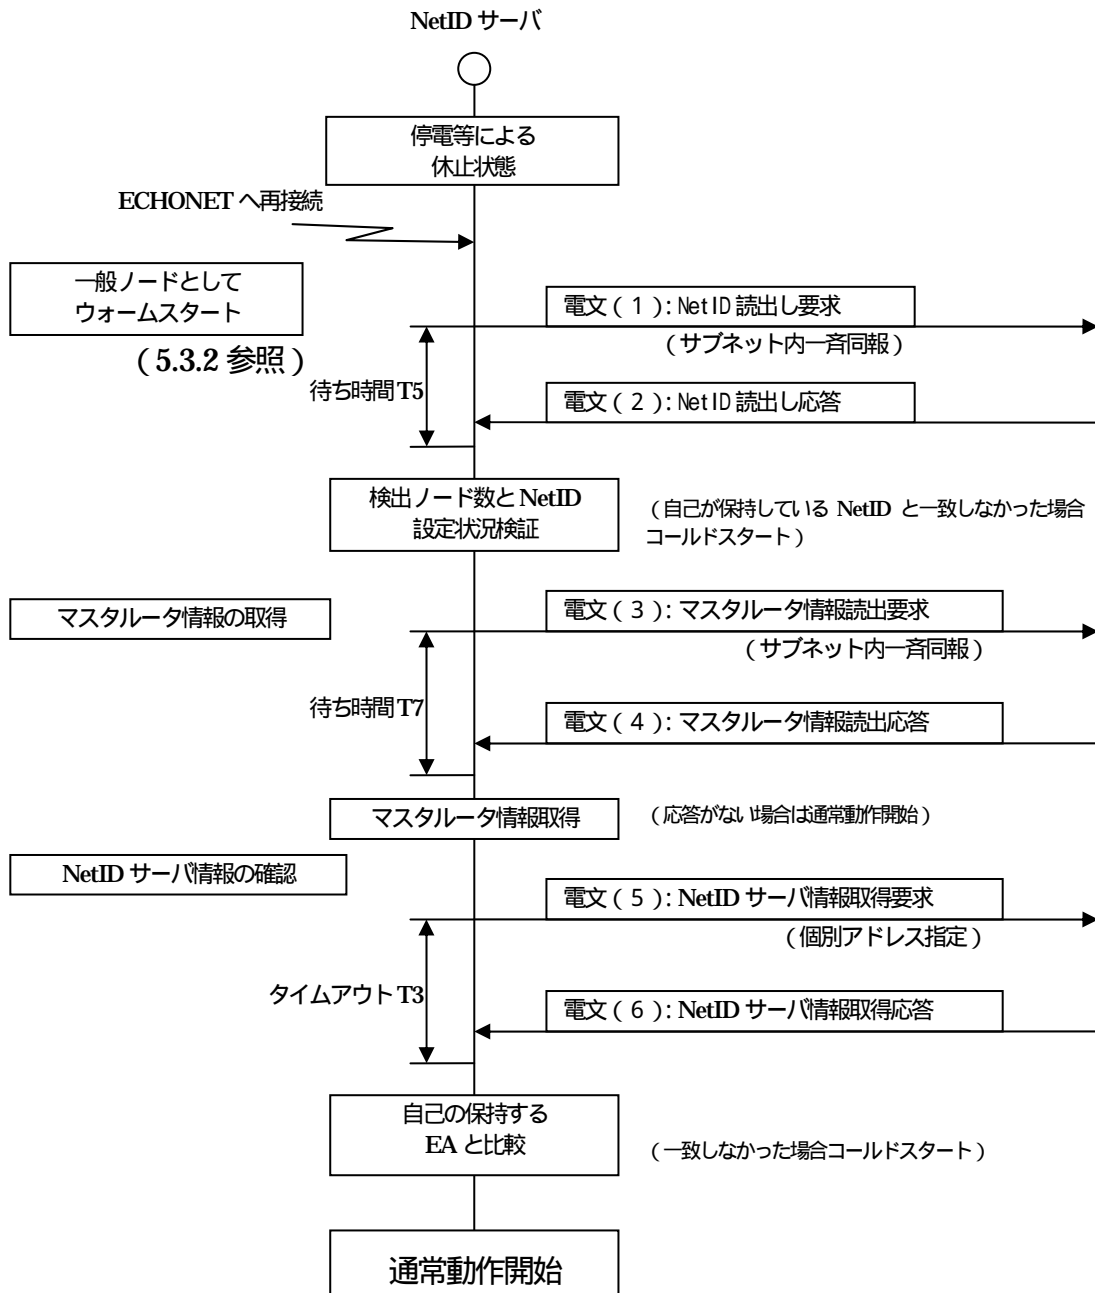 NetID サーバ
停電等による
休止状態
ECHONET へ再接続
一般ノードとして
ウォームスタート
（5.3.2 参照）
電文（1）：NetID 読出し要求
（サブネット内一斉同報）
待ち時間 T5
電文（2）：NetID 読出し応答
検出ノード数と NetID
設定状況検証
（自己が保持している NetID と一致しなかった場合
コールドスタート）
マスタルータ情報の取得
電文（3）：マスタルータ情報読出要求
（サブネット内一斉同報）
待ち時間 T7
電文（4）：マスタルータ情報読出応答
マスタルータ情報取得
（応答がない場合は通常動作開始）
NetID サーバ情報の確認
電文（5）：NetID サーバ情報取得要求
（個別アドレス指定）
タイムアウト T3
電文（6）：NetID サーバ情報取得応答
自己の保持する
EA と比較
（一致しなかった場合コールドスタート）
通常動作開始